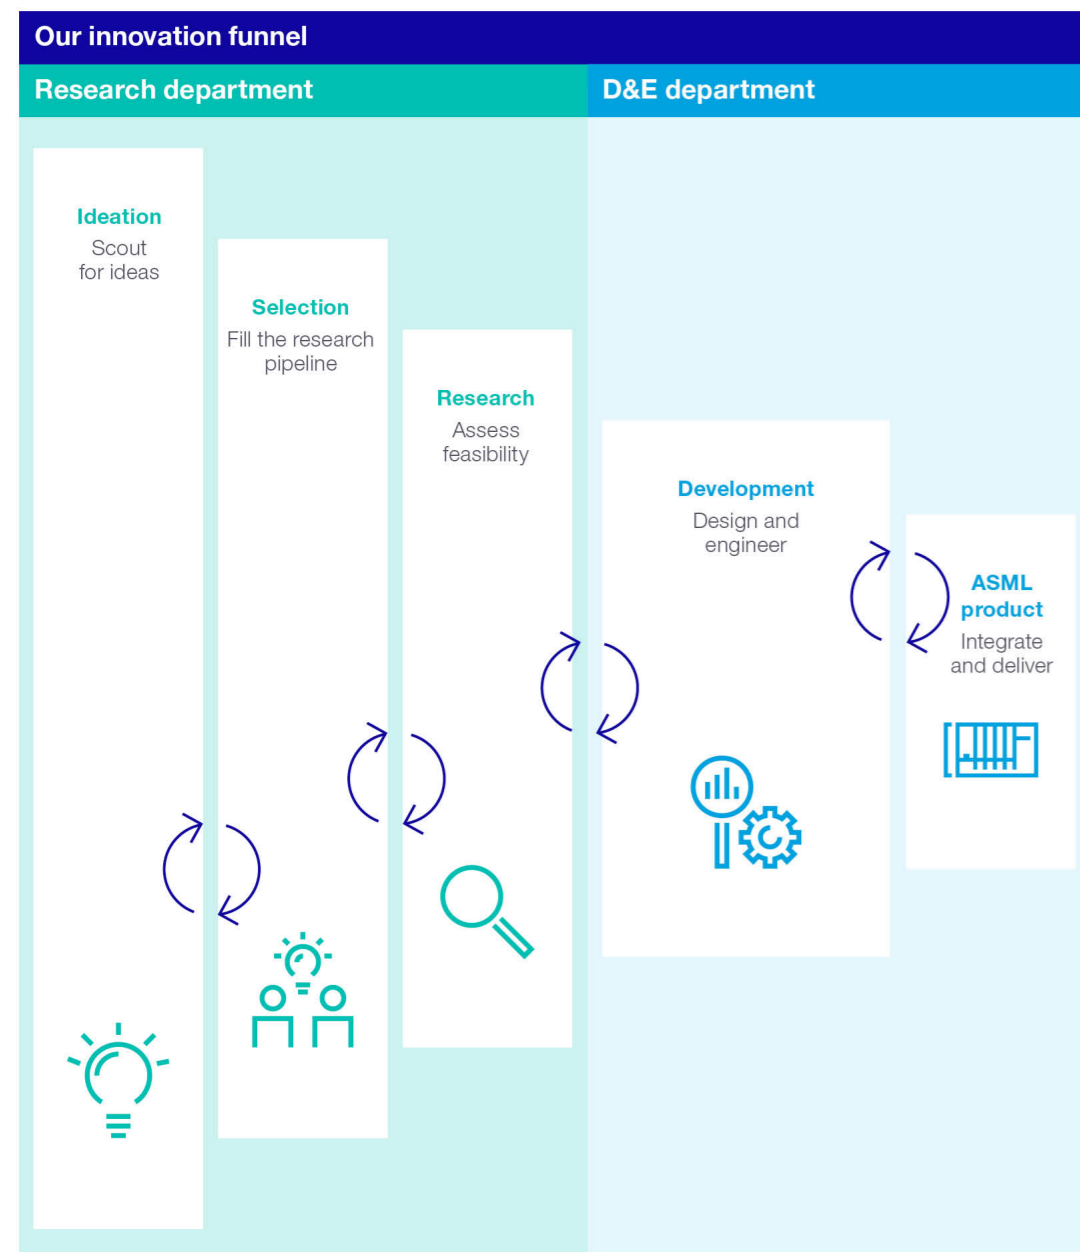 Our innovation funnel
Research department
D&E department
Ideation
Scout
for ideas
Selection
Fill the research
pipeline
Research
Assess
feasibility
Development
Design and
engineer
ASML
product
Integrate
and deliver